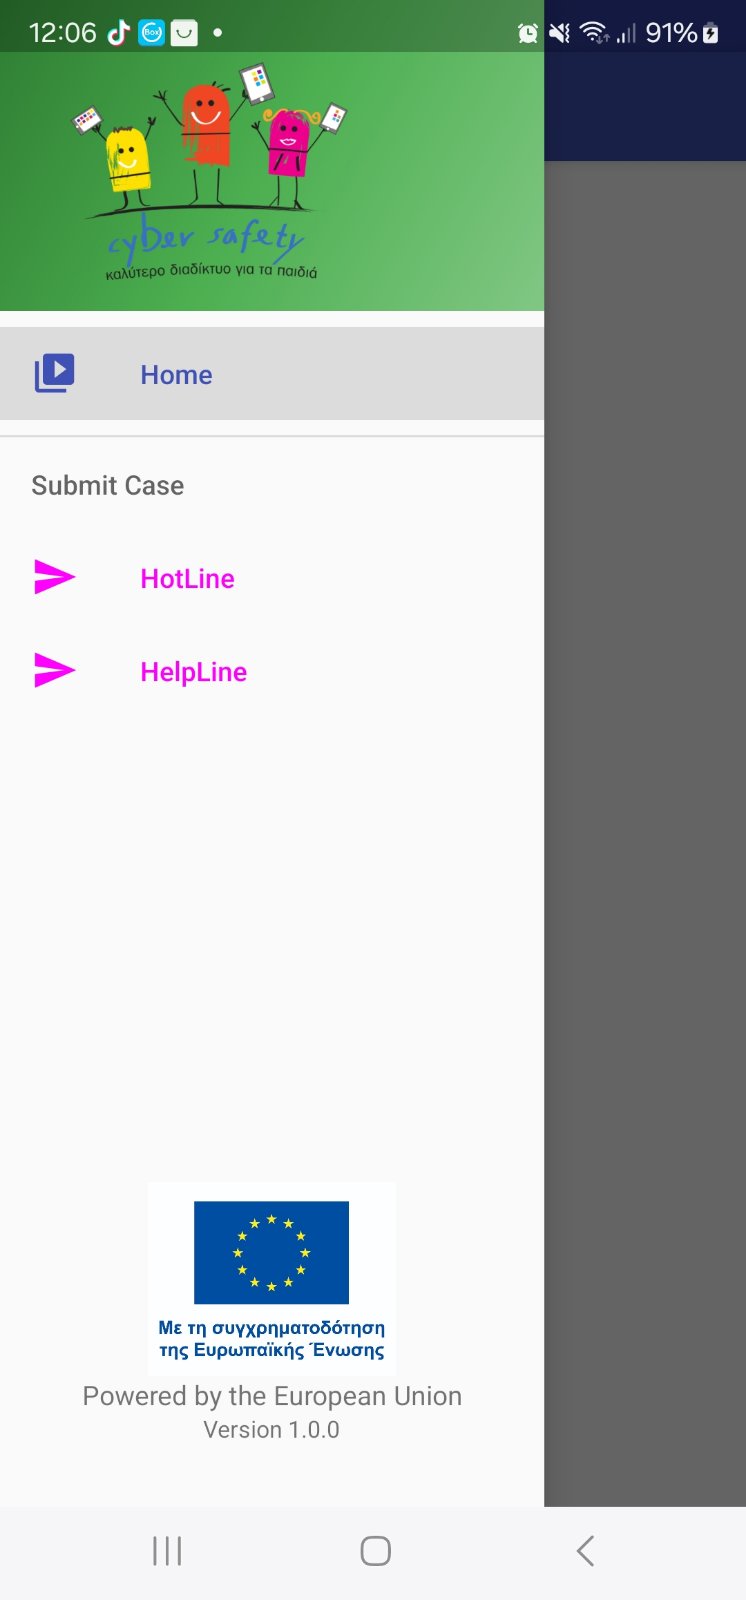 12:06
Box
91%
cyber safety
καλύτερο διαδίκτυο για τα παιδιά
Home
Submit Case
HotLine
HelpLine
Με τη συγχρηματοδότηση
της Ευρωπαϊκής Ένωσης
Powered by the European Union
Version 1.0.0